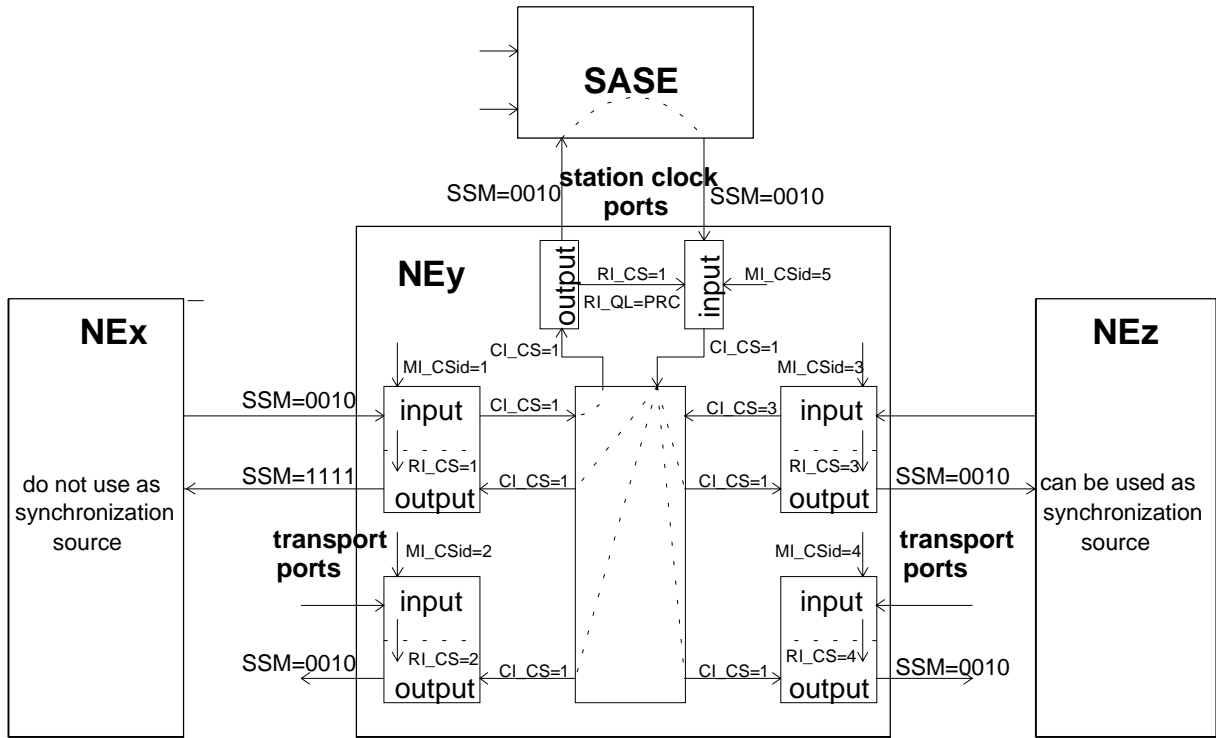 SASE
station clock
ports
SSM=0010
SSM=0010
NEy
output
RI_CS=1
RI_QL=PRC
input
MI_CSid=5
NEx
NEz
CI_CS=1
CI_CS=1
MI_CSid=1
MI_CSid=3
SSM=0010
input
CI_CS=1
CI_CS=3
input
RI_CS=1
RI_CS=3
SSM=1111
output
CI_CS=1
CI_CS=1
output
SSM=0010
do not use as
synchronization
source
can be used as
synchronization
source
transport
ports
MI_CSid=2
MI_CSid=4
transport
ports
input
input
RI_CS=2
RI_CS=4
SSM=0010
output
CI_CS=1
CI_CS=1
output
SSM=0010